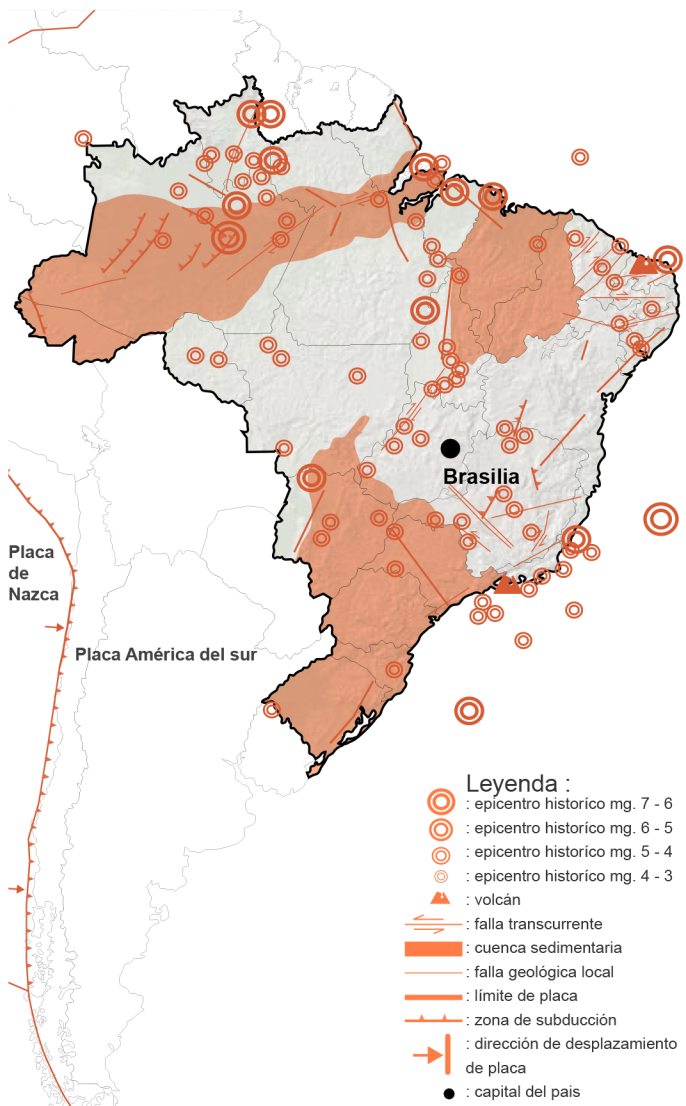 Brasilia
Placa
de
Nazca
Placa América del sur
Leyenda :
: epicentro historíco mg. 7 - 6
: epicentro historíco mg. 6 - 5
: epicentro historíco mg. 5 - 4
: epicentro historíco mg. 4 - 3
: volcán
: falla transcurrente
: cuenca sedimentaria
: falla geológica local
: límite de placa
: zona de subducción
: dirección de desplazamiento
de placa
: capital del pais